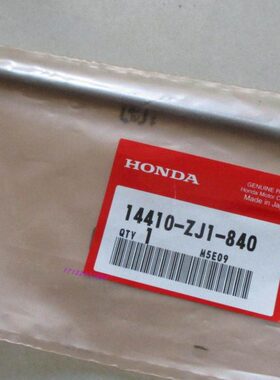 HONDA
GENUINE P
Honda Motor C
Made in Ja
14410-ZJ1-840
QTY 1
M5E09